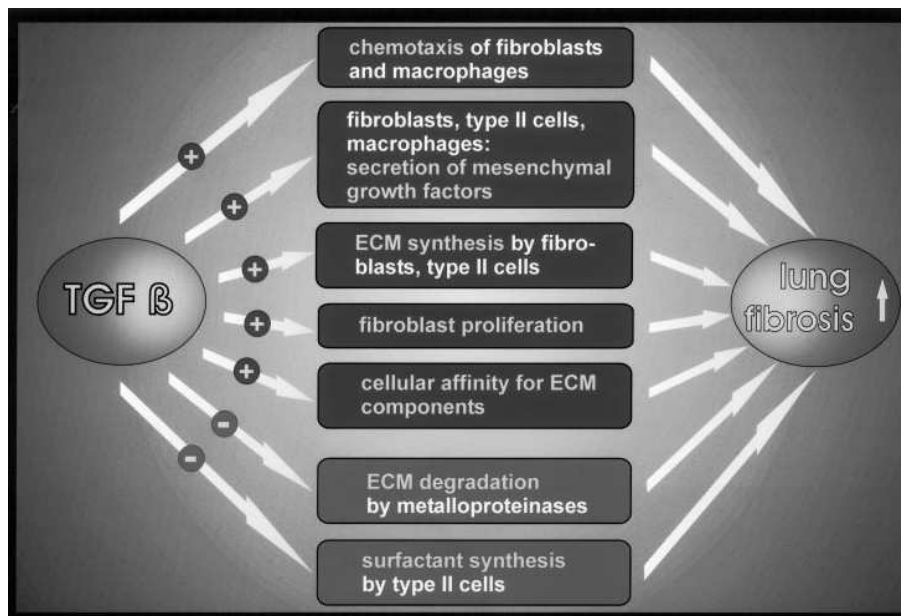 chemotaxis of fibroblasts
and macrophages
fibroblasts, type II cells,
macrophages:
secretion of mesenchymal
growth factors
ECM synthesis by fibro-
blasts, type II cells
fibroblast proliferation
cellular affinity for ECM
components
ECM degradation
by metalloproteinases
surfactant synthesis
by type II cells
TGF ß
+
+
+
+
+
-
-
lung
fibrosis